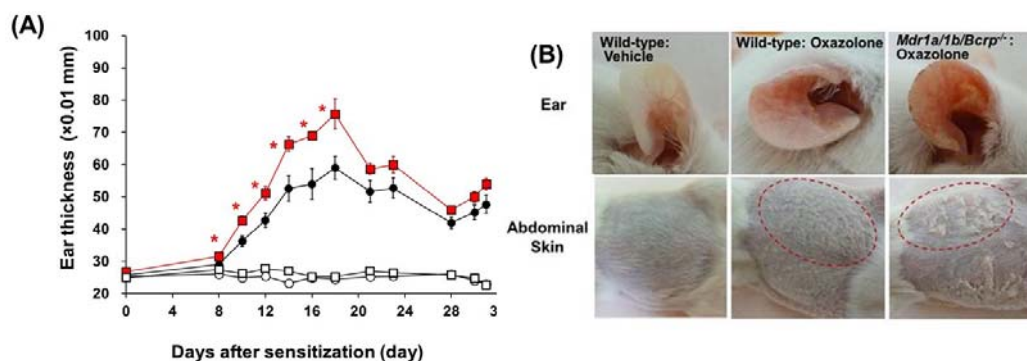 (A)
Ear thickness (×0.01 mm)
100
90
80
70
60
50
40
30
20
*
*
*
*
*
*
0
4
8
12
16
20
24
28
3
Days after sensitization (day)
(B)
Wild-type:
Vehicle
Wild-type: Oxazolone
Mdr1a/1b/Bcrp-/-:
Oxazolone
Ear
Abdominal
Skin